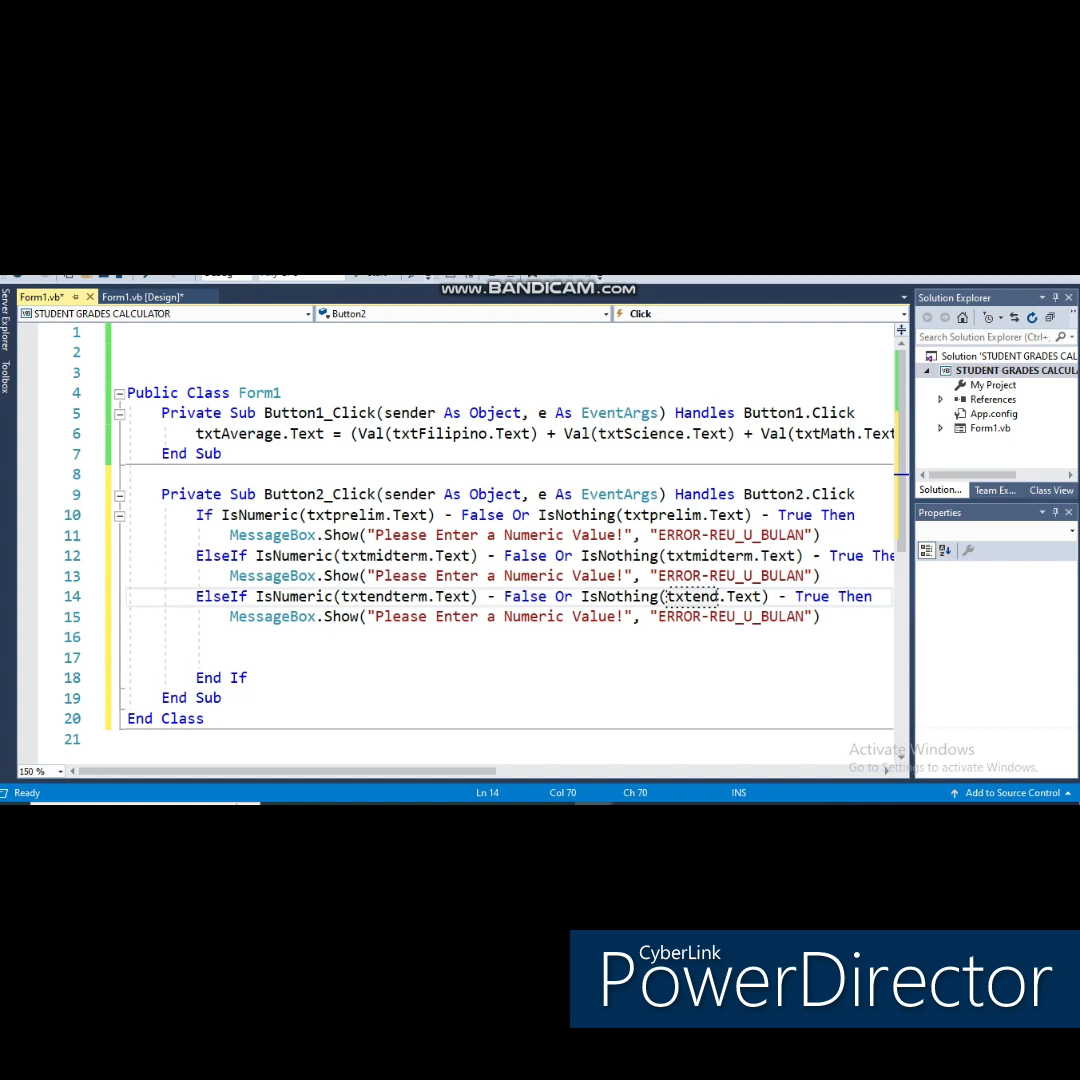 WWW.BANDICAM.COM
Form1.vb* Form1.vb [Design]*
STUDENT GRADES CALCULATOR Button2 Click
Server Explorer
Toolbox
1
2
3
4 Public Class Form1
5 Private Sub Button1_Click(sender As Object, e As EventArgs) Handles Button1.Click
6 txtAverage.Text = (Val(txtFilipino.Text) + Val(txtScience.Text) + Val(txtMath.Text
7 End Sub
8
9 Private Sub Button2_Click(sender As Object, e As EventArgs) Handles Button2.Click
10 If IsNumeric(txtprelim.Text) - False Or IsNothing(txtprelim.Text) - True Then
11 MessageBox.Show("Please Enter a Numeric Value!", "ERROR-REU_U_BULAN")
12 ElseIf IsNumeric(txtmidterm.Text) - False Or IsNothing(txtmidterm.Text) - True The
13 MessageBox.Show("Please Enter a Numeric Value!", "ERROR-REU_U_BULAN")
14 ElseIf IsNumeric(txtendterm.Text) - False Or IsNothing(txtend.Text) - True Then
15 MessageBox.Show("Please Enter a Numeric Value!", "ERROR-REU_U_BULAN")
16
17
18 End If
19 End Sub
20 End Class
21
150 %
Ready Ln 14 Col 70 Ch 70 INS Add to Source Control
Solution Explorer
Search Solution Explorer (Ctrl+;
Solution 'STUDENT GRADES CAL
STUDENT GRADES CALCUL
My Project
References
App.config
Form1.vb
Solution... Team Ex... Class View
Properties
Activate Windows
Go to Settings to activate Windows.
CyberLink
PowerDirector